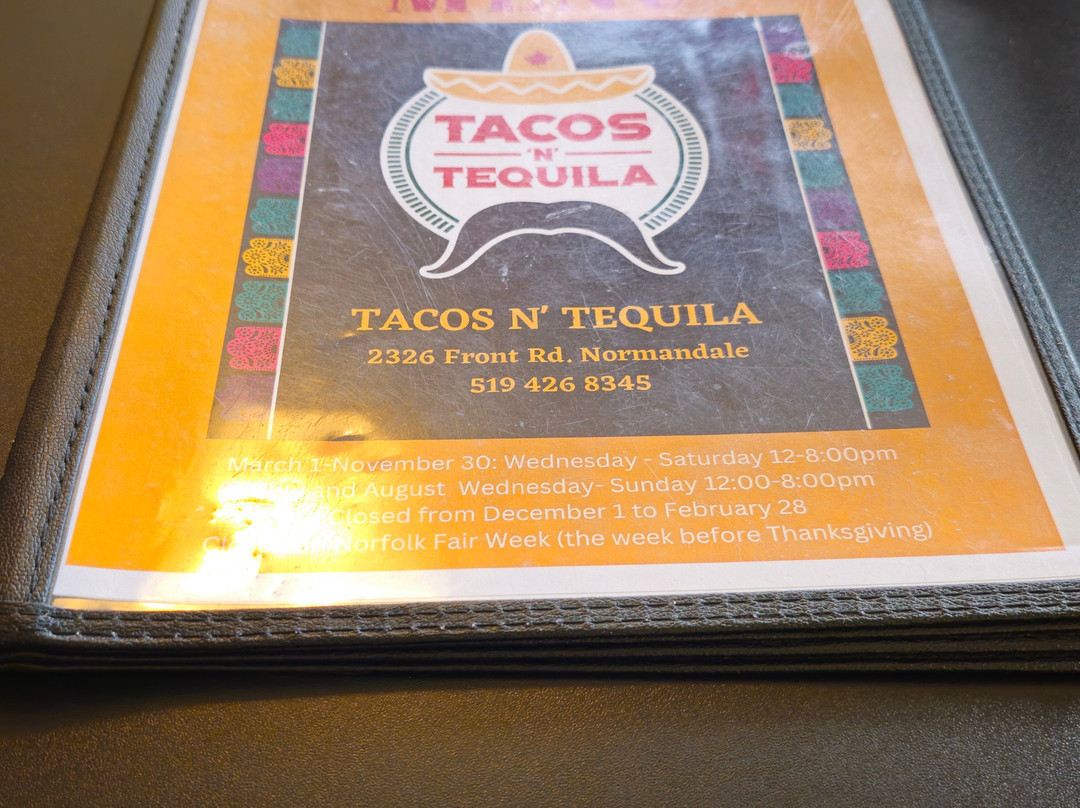 MENU
TACOS
'N'
TEQUILA
TACOS N' TEQUILA
2326 Front Rd. Normandale
519 426 8345
March 1-November 30: Wednesday - Saturday 12-8:00pm
and August Wednesday- Sunday 12:00-8:00pm
Closed from December 1 to February 28
Norfolk Fair Week (the week before Thanksgiving)